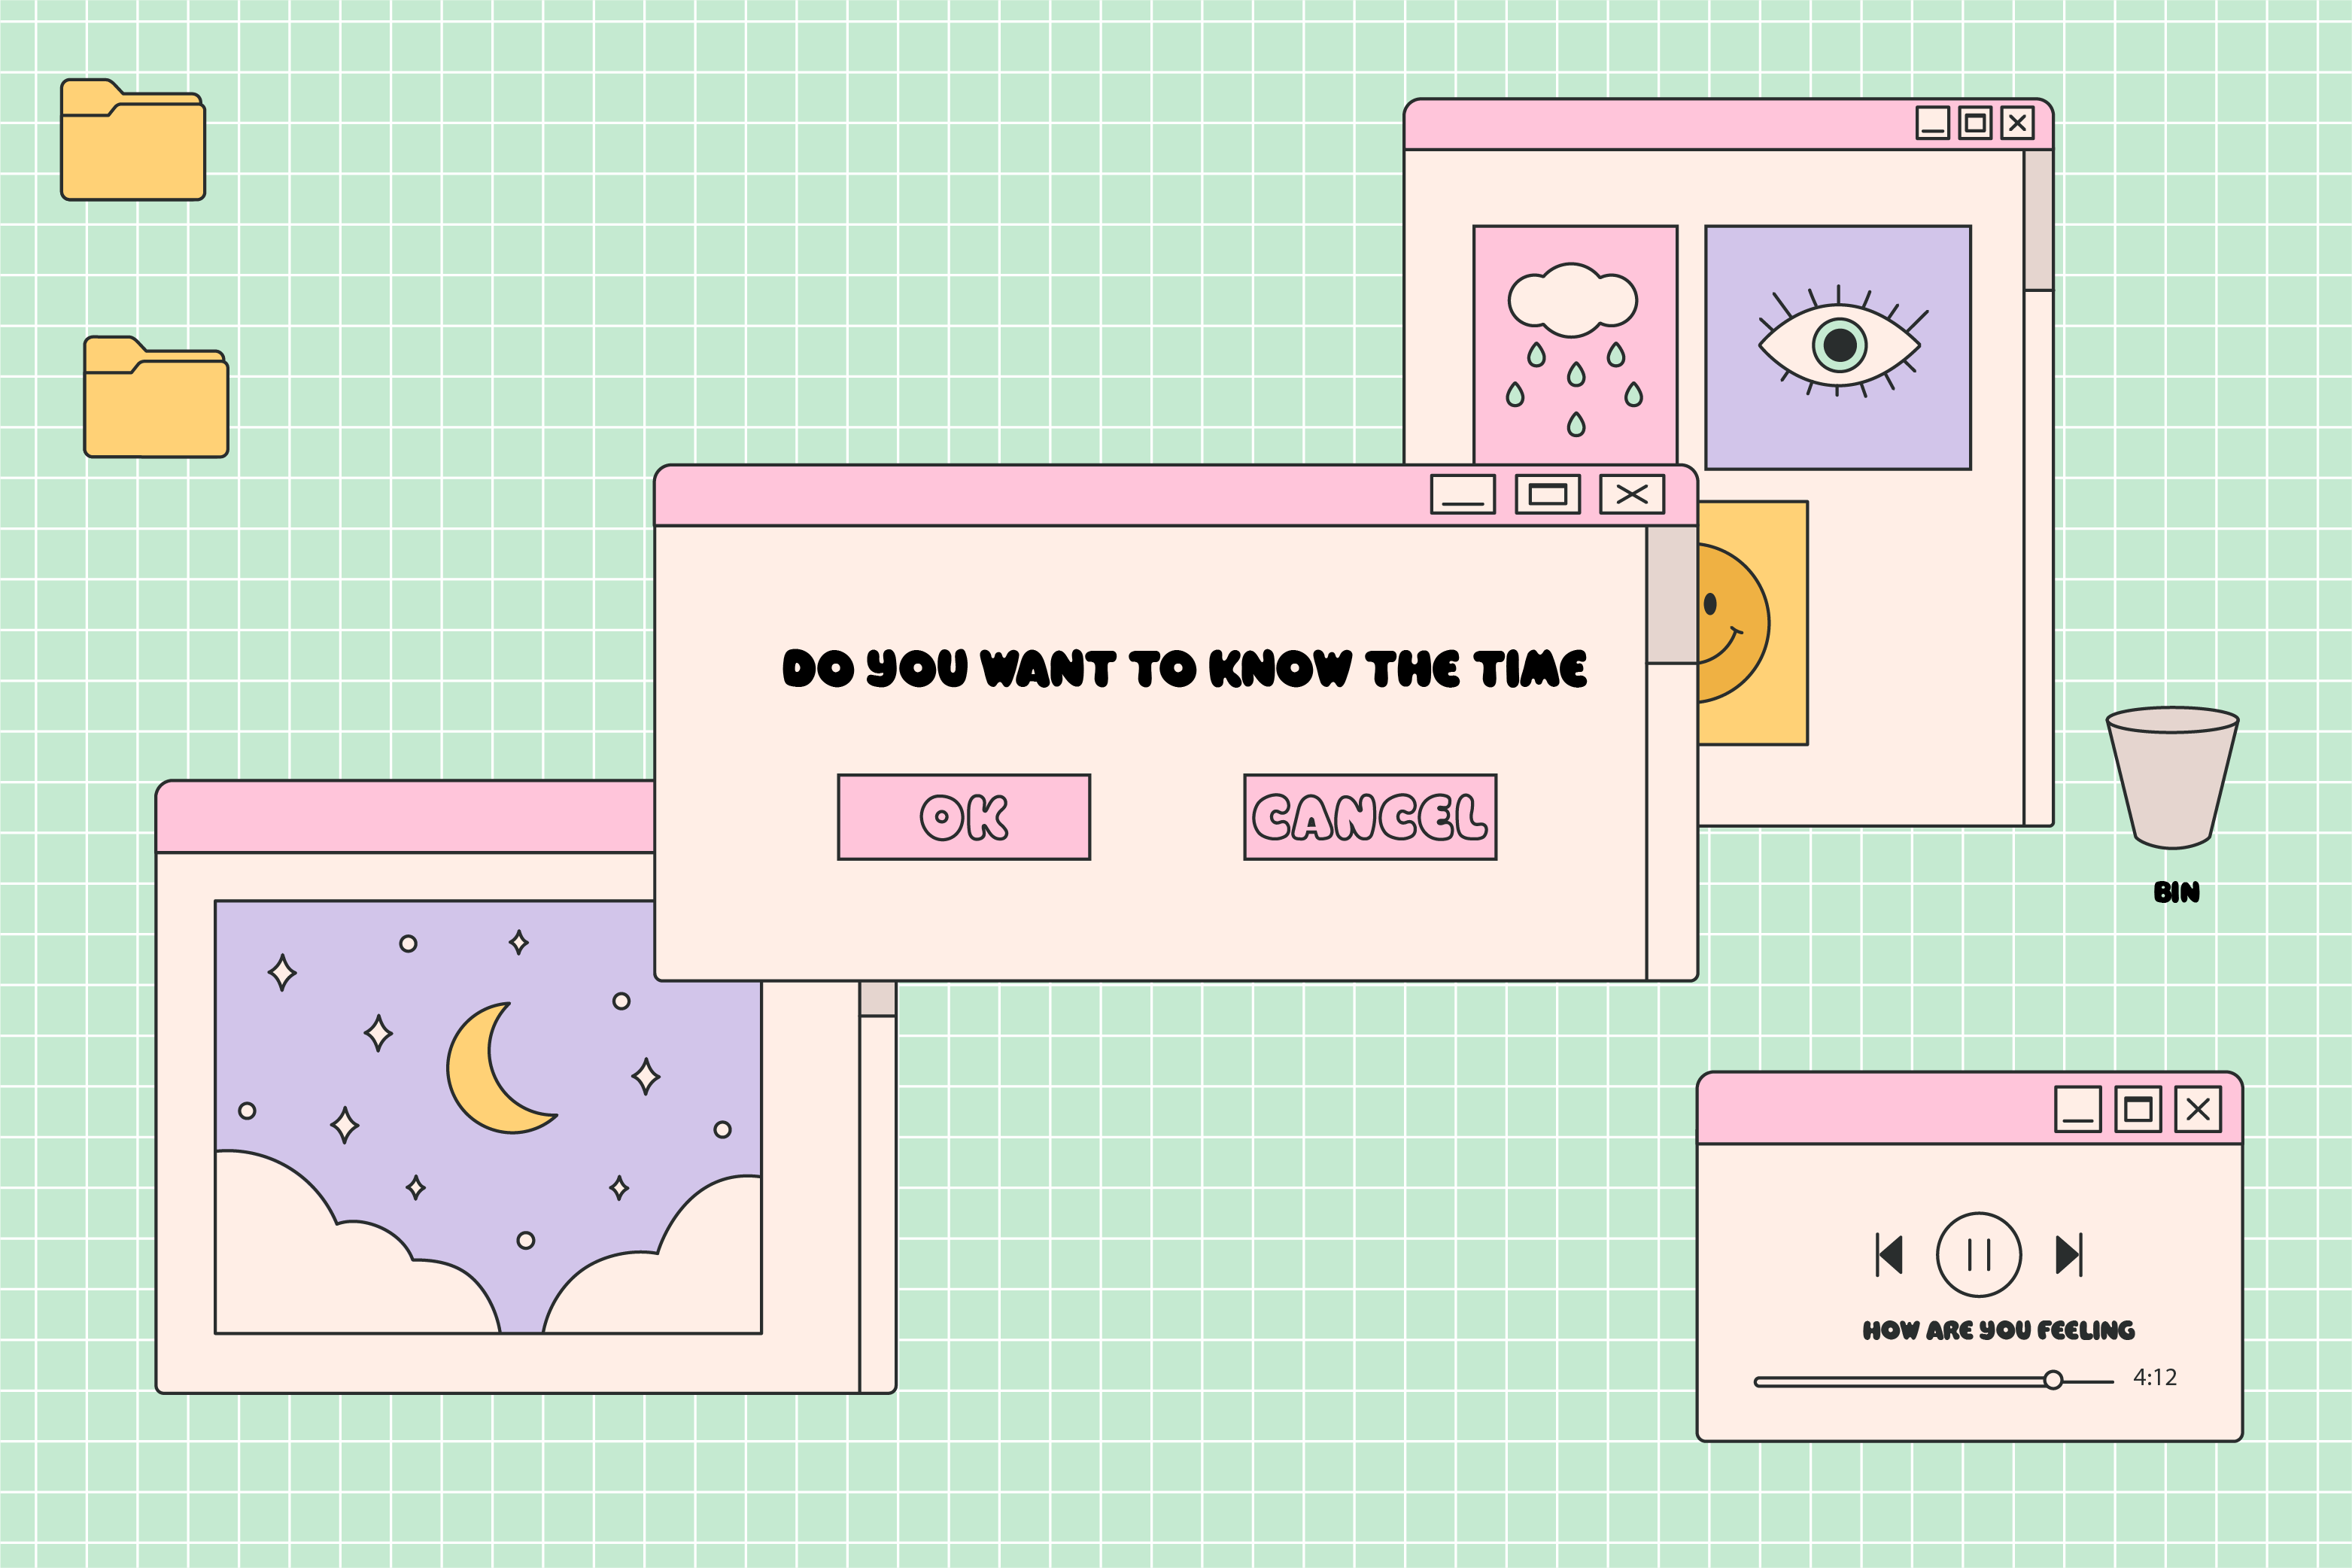 DO YOU WANT TO KNOW THE TIME
OK
CANCEL
BIN
HOW ARE YOU FEELING
4:12